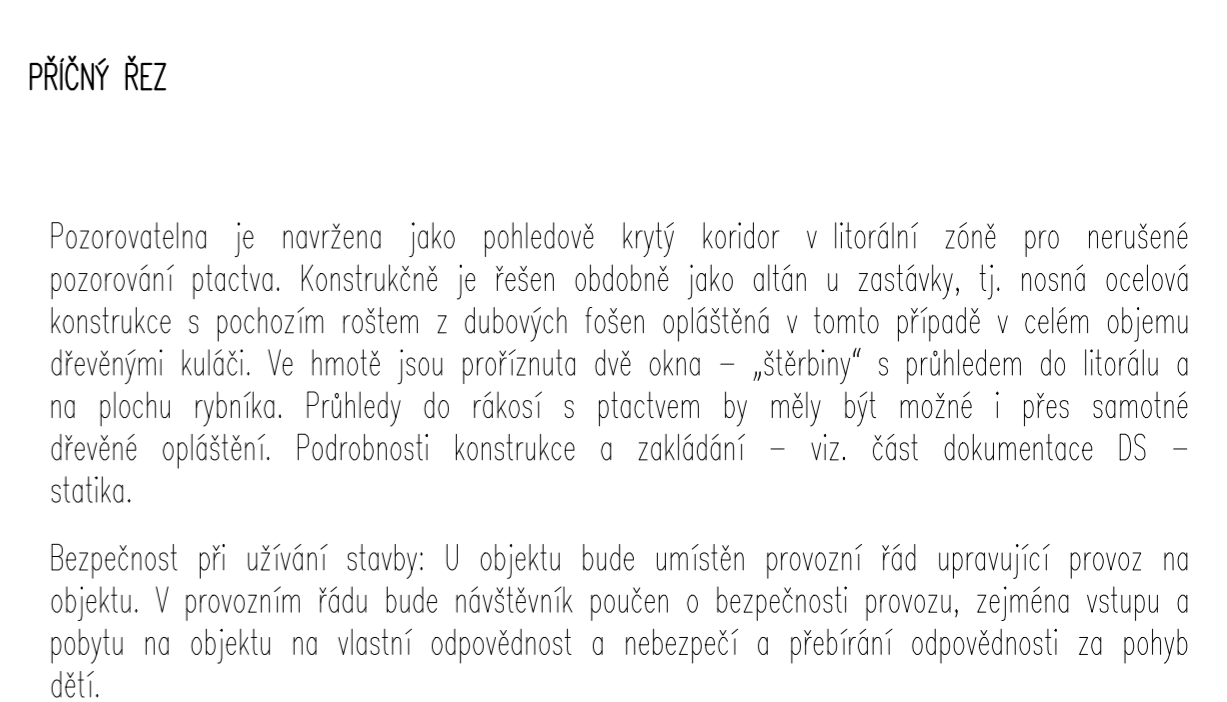 PŘÍČNÝ ŘEZ
Pozorovatelna je navržena jako pohledově krytý koridor v litorální zóně pro nerušené
pozorování ptactva. Konstrukčně je řešen obdobně jako altán u zastávky, tj. nosná ocelová
konstrukce s pochozím roštem z dubových fošen opláštěná v tomto případě v celém objemu
dřevěnými kuláči. Ve hmotě jsou proříznuta dvě okna – „štěrbiny“ s průhledem do litorálu a
na plochu rybníka. Průhledy do rákosí s ptactvem by měly být možné i přes samotné
dřevěné opláštění. Podrobnosti konstrukce a zakládání – viz. část dokumentace DS –
statika.
Bezpečnost při užívání stavby: U objektu bude umístěn provozní řád upravující provoz na
objektu. V provozním řádu bude návštěvník poučen o bezpečnosti provozu, zejména vstupu a
pobytu na objektu na vlastní odpovědnost a nebezpečí a přebírání odpovědnosti za pohyb
dětí.